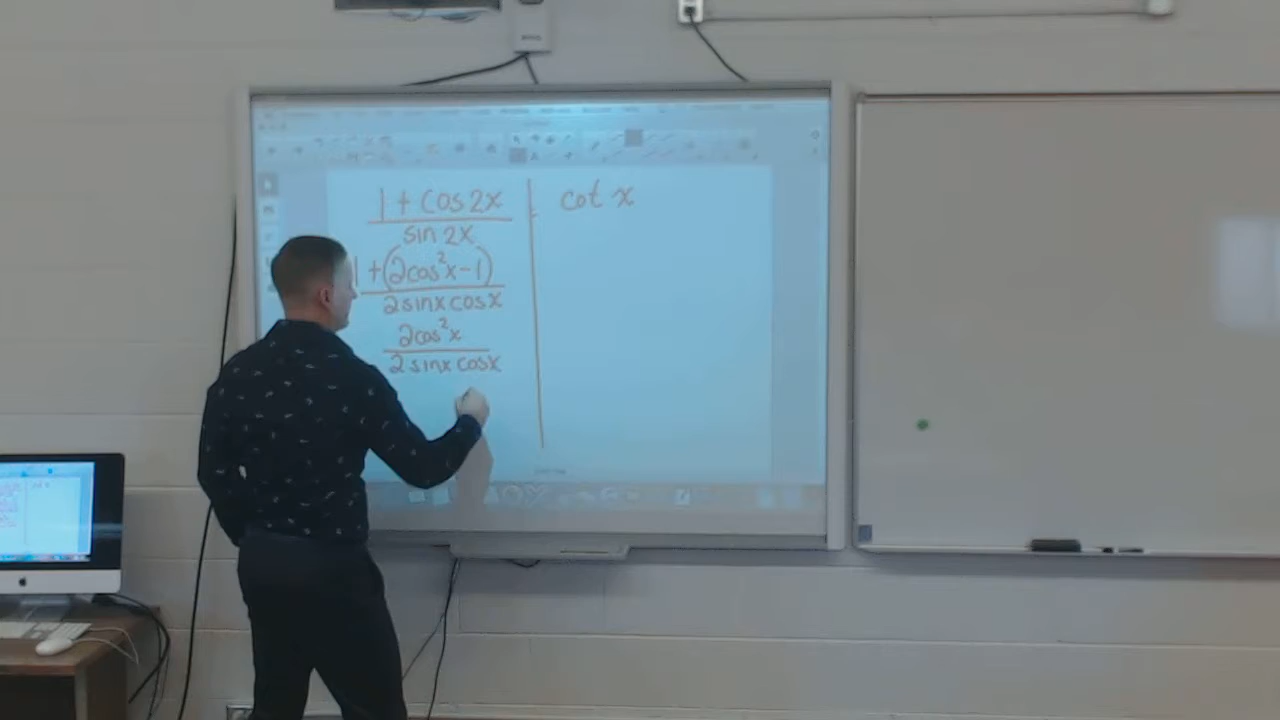 1 + cos 2x
cot x
sin 2x
1 + (2cos²x - 1)
2 sinx cosx
2cos²x
2 sinx cosx